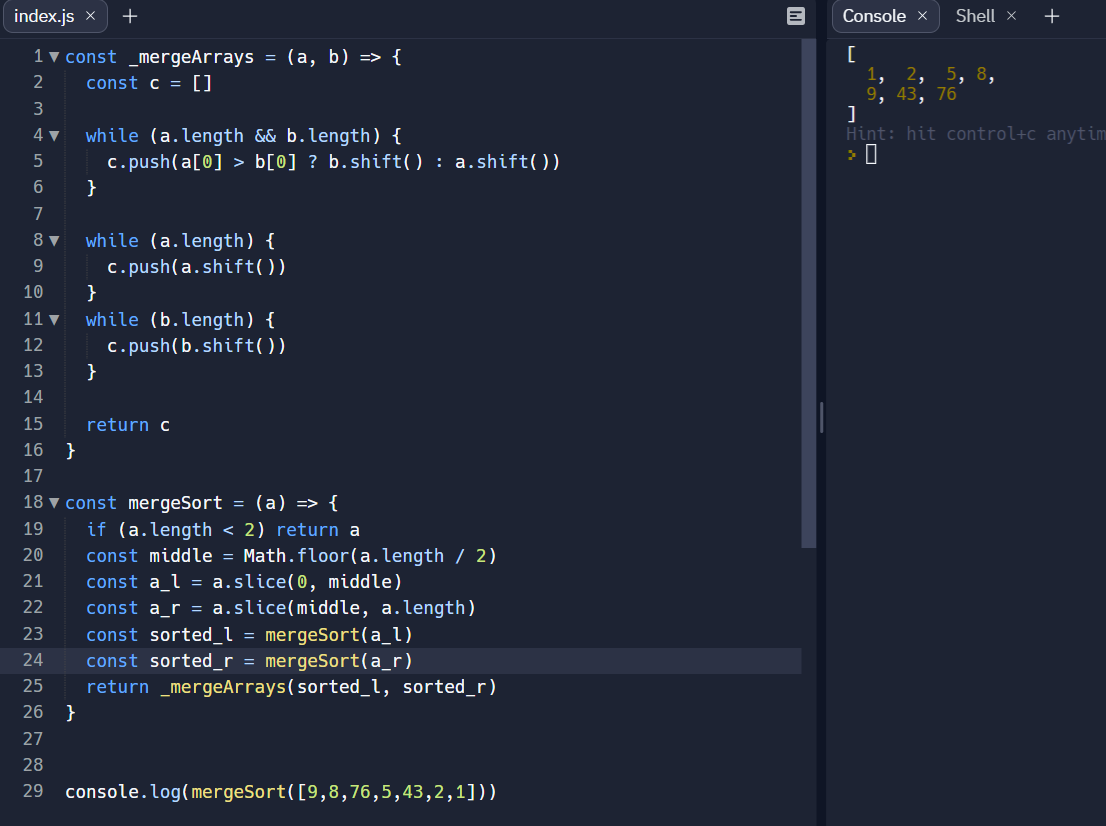 index.js × +
1 const _mergeArrays = (a, b) => {
2 const c = []
3
4 while (a.length && b.length) {
5 c.push(a[0] > b[0] ? b.shift() : a.shift())
6 }
7
8 while (a.length) {
9 c.push(a.shift())
10 }
11 while (b.length) {
12 c.push(b.shift())
13 }
14
15 return c
16 }
17
18 const mergeSort = (a) => {
19 if (a.length < 2) return a
20 const middle = Math.floor(a.length / 2)
21 const a_l = a.slice(0, middle)
22 const a_r = a.slice(middle, a.length)
23 const sorted_l = mergeSort(a_l)
24 const sorted_r = mergeSort(a_r)
25 return _mergeArrays(sorted_l, sorted_r)
26 }
27
28
29 console.log(mergeSort([9,8,76,5,43,2,1]))
Console × Shell × +
[
1, 2, 5, 8,
9, 43, 76
]
Hint: hit control+c anytim
>